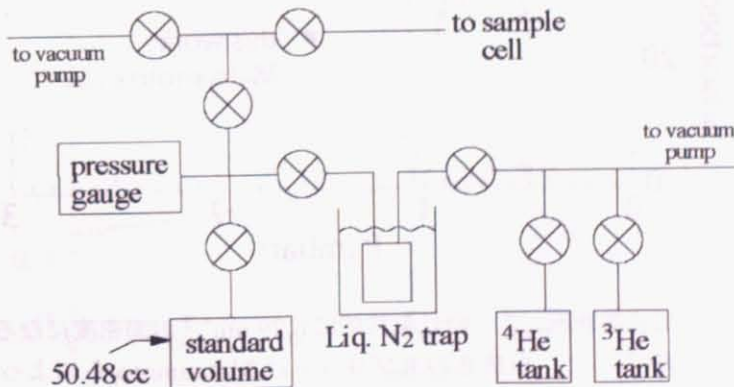 to vacuum
pump
to sample
cell
pressure
gauge
to vacuum
pump
Liq. N2 trap
standard
volume
50.48 cc
4He
tank
3He
tank